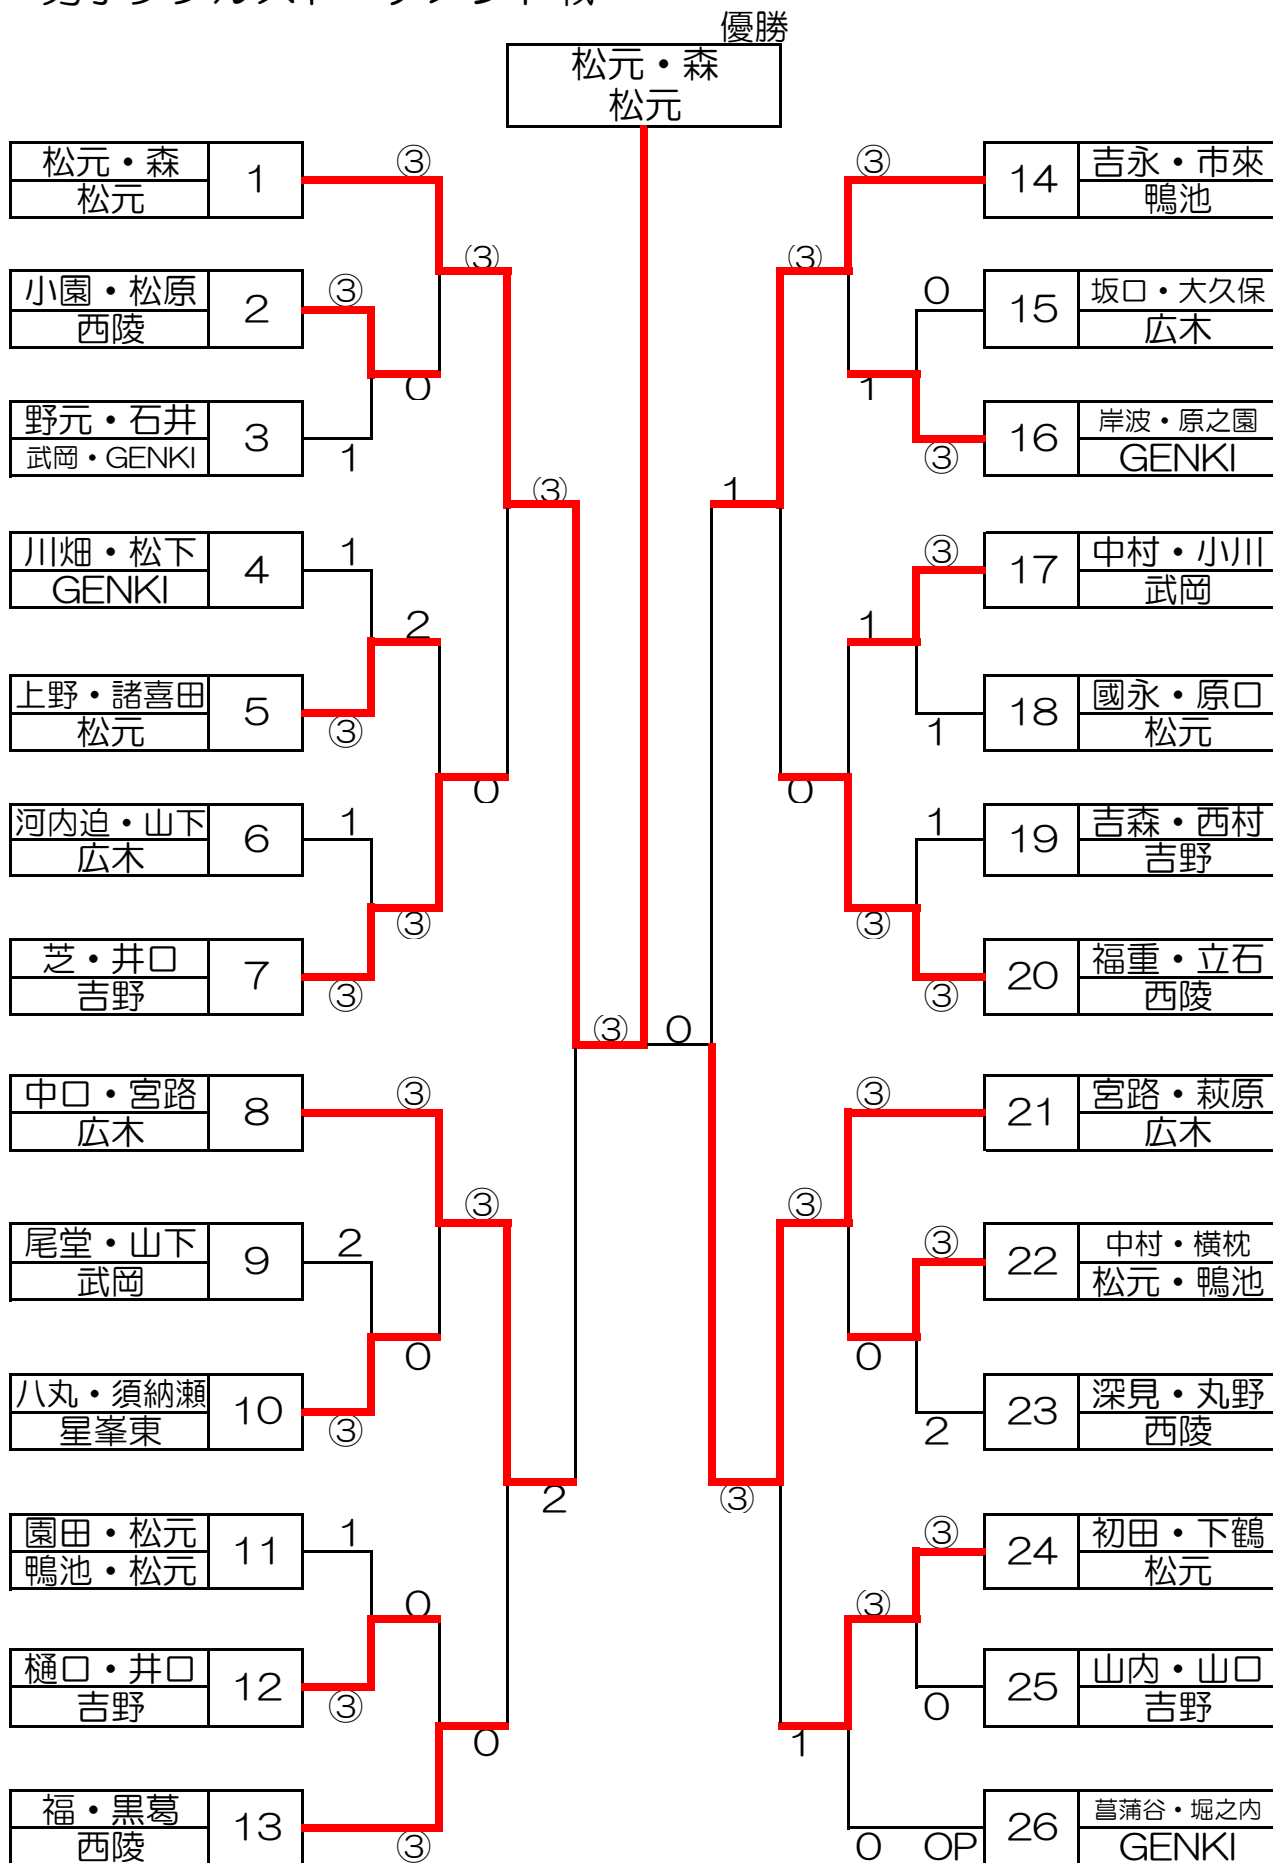 優勝
松元・森
松元
松元・森
松元
1
③
小園・松原
西陵
2
③
野元・石井
武岡・GENKI
3
1
③
0
川畑・松下
GENKI
4
1
上野・諸喜田
松元
5
③
2
河内迫・山下
広木
6
1
芝・井口
吉野
7
③
③
0
③
中口・宮路
広木
8
③
尾堂・山下
武岡
9
2
八丸・須納瀬
星峯東
10
③
③
0
園田・松元
鴨池・松元
11
1
樋口・井口
吉野
12
③
0
福・黒葛
西陵
13
③
0
2
③
0
③
14
吉永・市來
鴨池
0
15
坂口・大久保
広木
③
16
岸波・原之園
GENKI
③
1
1
③
17
中村・小川
武岡
1
18
國永・原口
松元
1
1
19
吉森・西村
吉野
③
20
福重・立石
西陵
③
0
③
21
宮路・萩原
広木
③
22
中村・横枕
松元・鴨池
2
23
深見・丸野
西陵
③
0
③
③
24
初田・下鶴
松元
0
25
山内・山口
吉野
③
1
0
OP
26
菖蒲谷・堀之内
GENKI